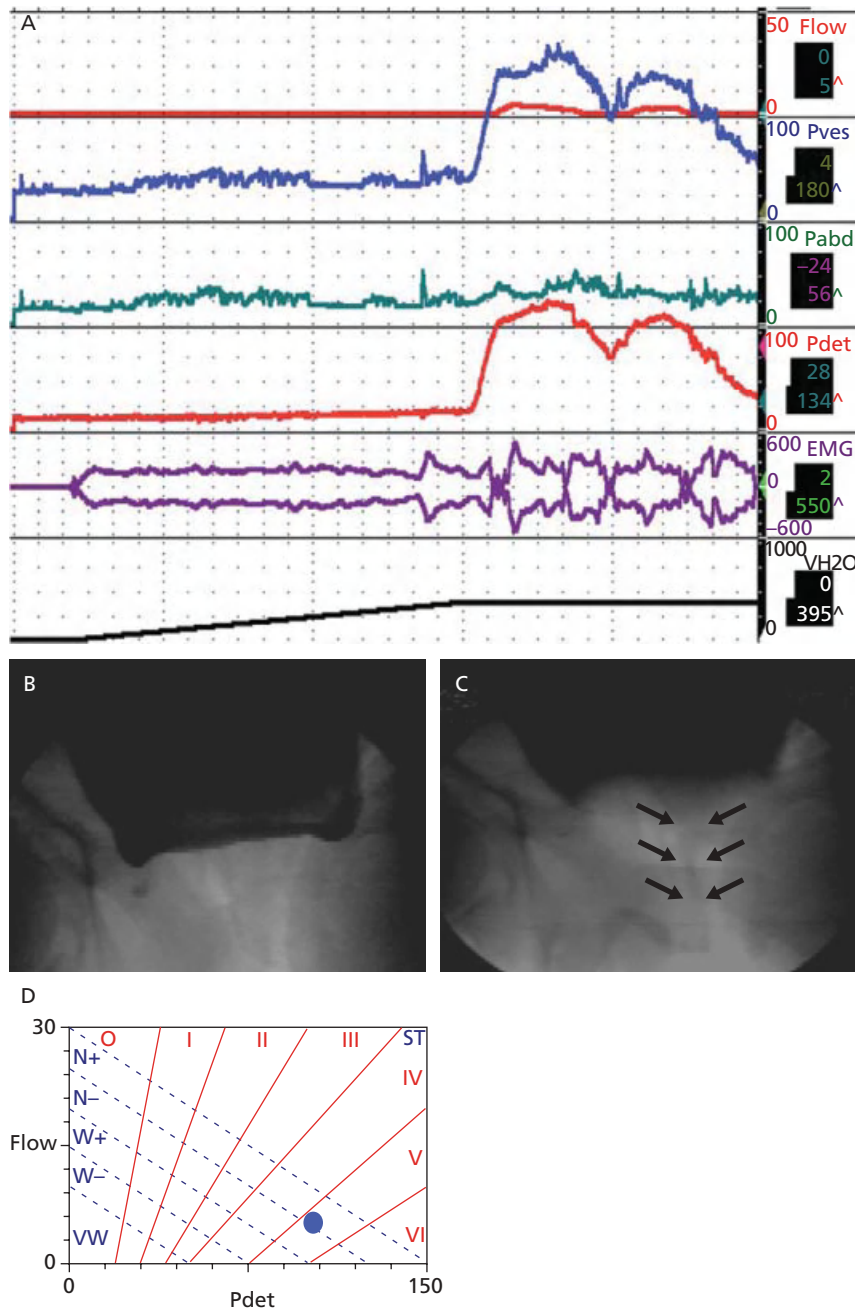 A
50 Flow
0
5^
0
100 Pves
4
180^
0
100 Pabd
–24
56^
0
100 Pdet
28
134^
0
600 EMG
0
2
550^
–600
1000
VH2O
0
395^
0
B
C
D
30
O I II III ST
N+
IV
N–
Flow
W+
V
W–
VI
VW
0
0 150
Pdet